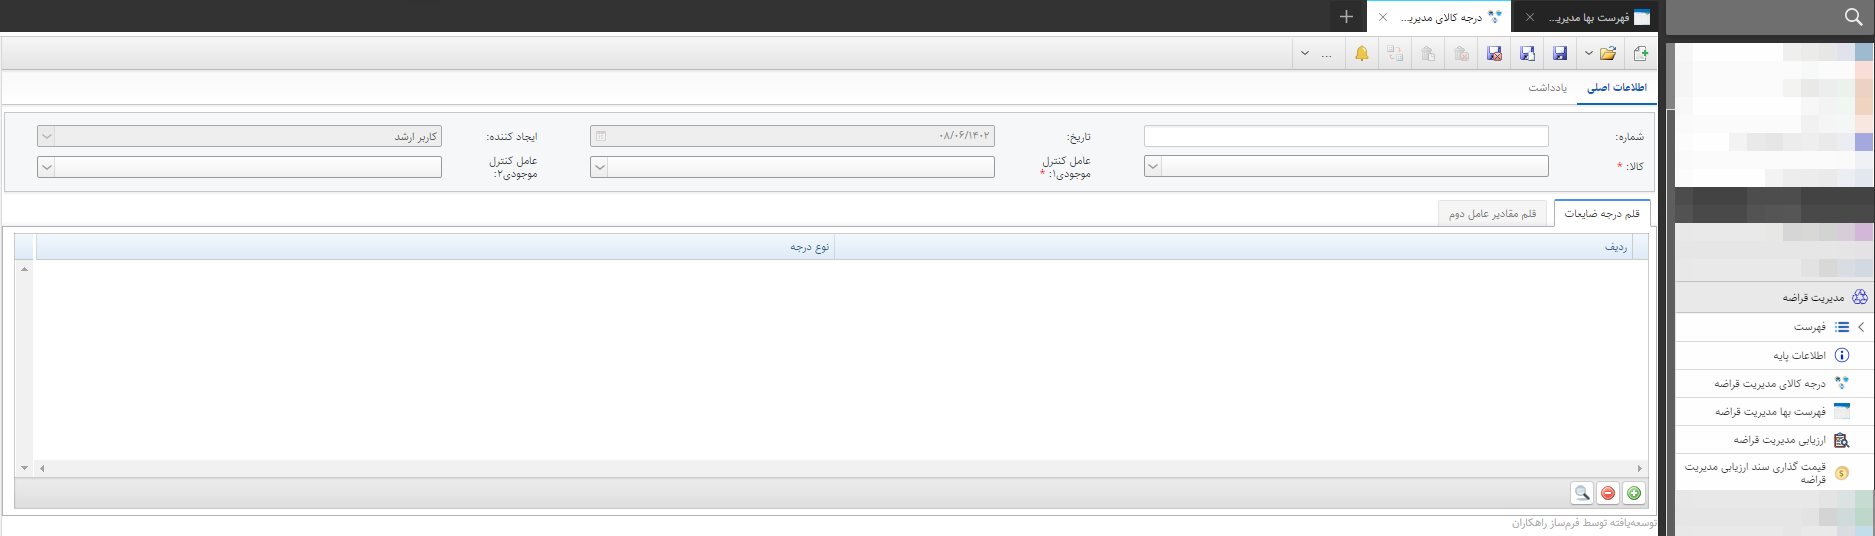 فهرست بها مدیریـ...
درجه کالای مدیریـ...
...
اطلاعات اصلی
یادداشت
شماره:
تاریخ:
۰۸/۰۶/۱۴۰۲
ایجاد کننده:
کاربر ارشد
کالا: *
عامل کنترل
موجودی۱: *
عامل کنترل
موجودی۲:
قلم درجه ضایعات
قلم مقادیر عامل دوم
ردیف
نوع درجه
توسعه‌یافته توسط فرم‌ساز راهکاران
مدیریت قراضه
فهرست
اطلاعات پایه
درجه کالای مدیریت قراضه
فهرست بها مدیریت قراضه
ارزیابی مدیریت قراضه
قیمت گذاری سند ارزیابی مدیریت
قراضه